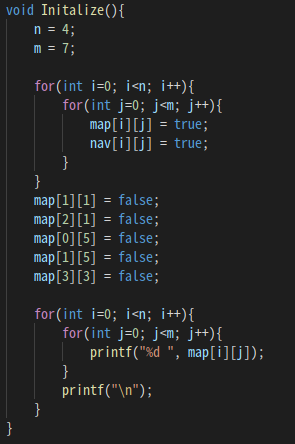 void Initalize(){
    n = 4;
    m = 7;

    for(int i=0; i<n; i++){
        for(int j=0; j<m; j++){
            map[i][j] = true;
            nav[i][j] = true;
        }
    }
    map[1][1] = false;
    map[2][1] = false;
    map[0][5] = false;
    map[1][5] = false;
    map[3][3] = false;

    for(int i=0; i<n; i++){
        for(int j=0; j<m; j++){
            printf("%d ", map[i][j]);
        }
        printf("\n");
    }
}